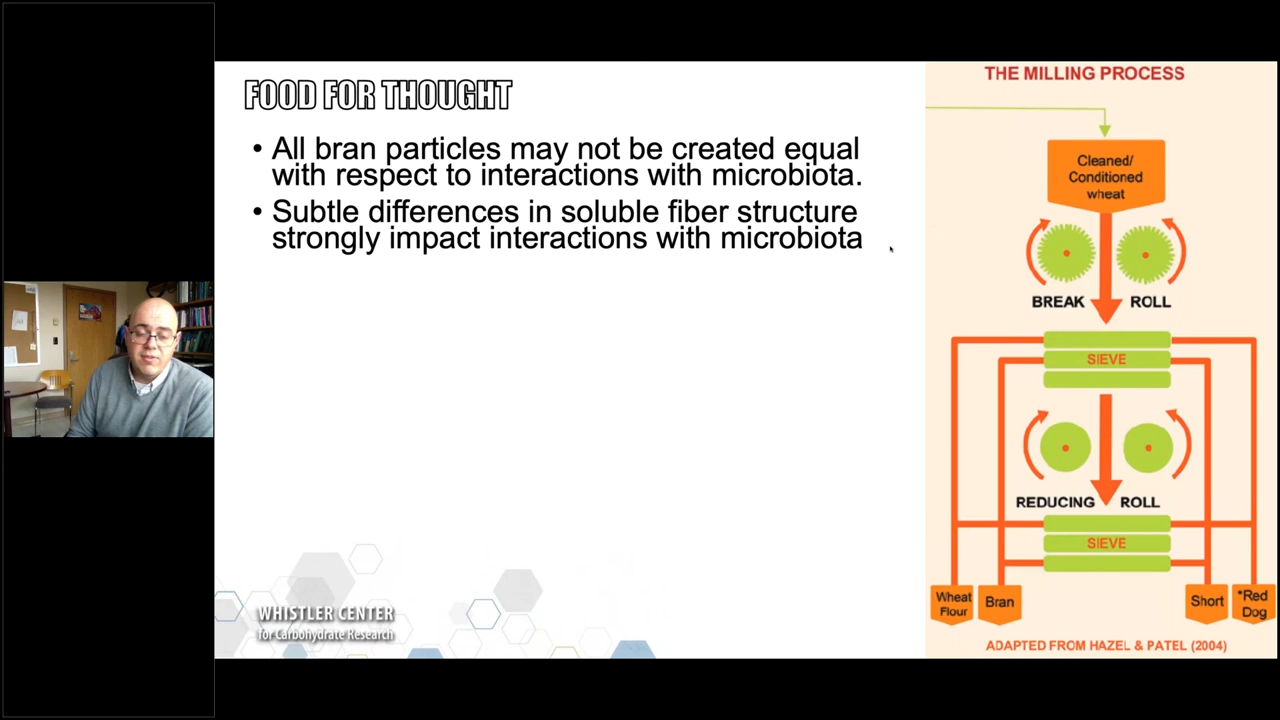 FOOD FOR THOUGHT
• All bran particles may not be created equal
with respect to interactions with microbiota.
• Subtle differences in soluble fiber structure
strongly impact interactions with microbiota
WHISTLER CENTER
for Carbohydrate Research
THE MILLING PROCESS
Cleaned/
Conditioned
wheat
BREAK ROLL
SIEVE
REDUCING ROLL
SIEVE
Wheat
Flour
Bran
Short
*Red
Dog
ADAPTED FROM HAZEL & PATEL (2004)